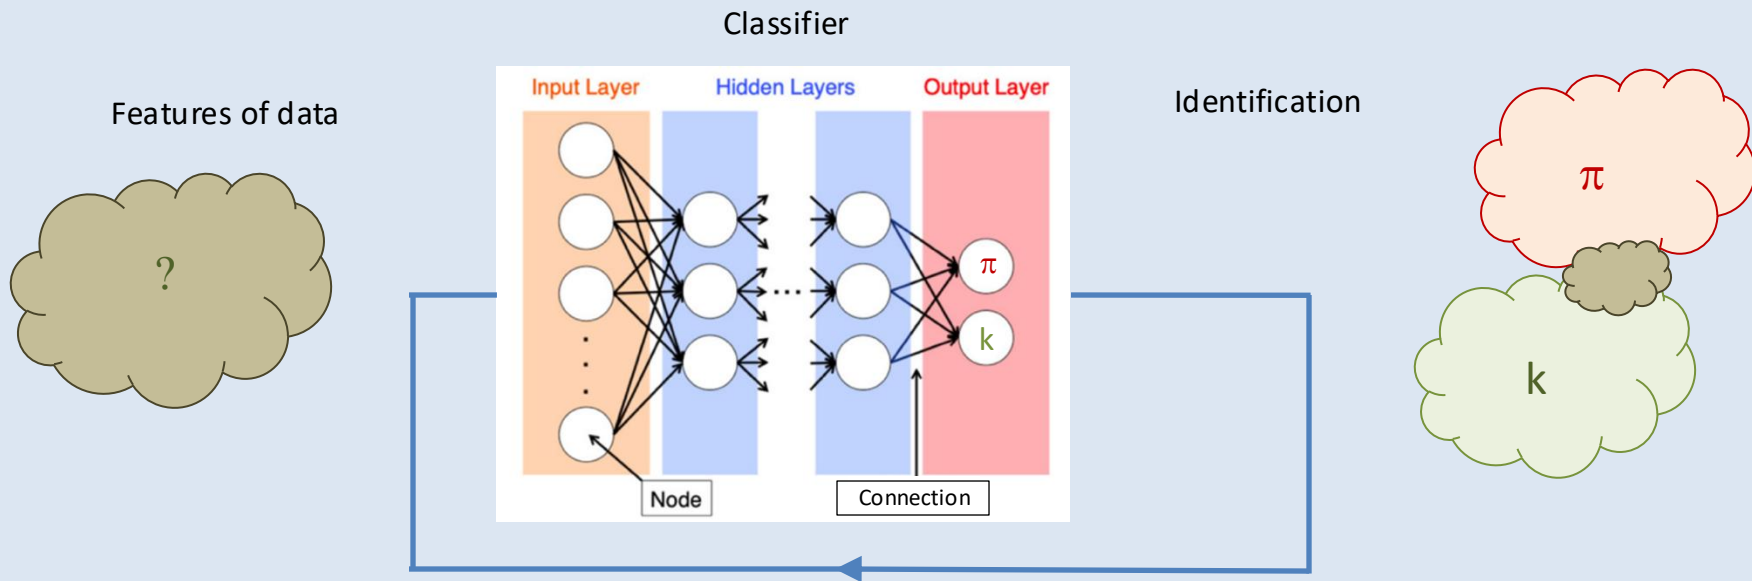 Classifier
Features of data
Input Layer
Hidden Layers
Output Layer
Identification
?
π
k
π
k
Node
Connection